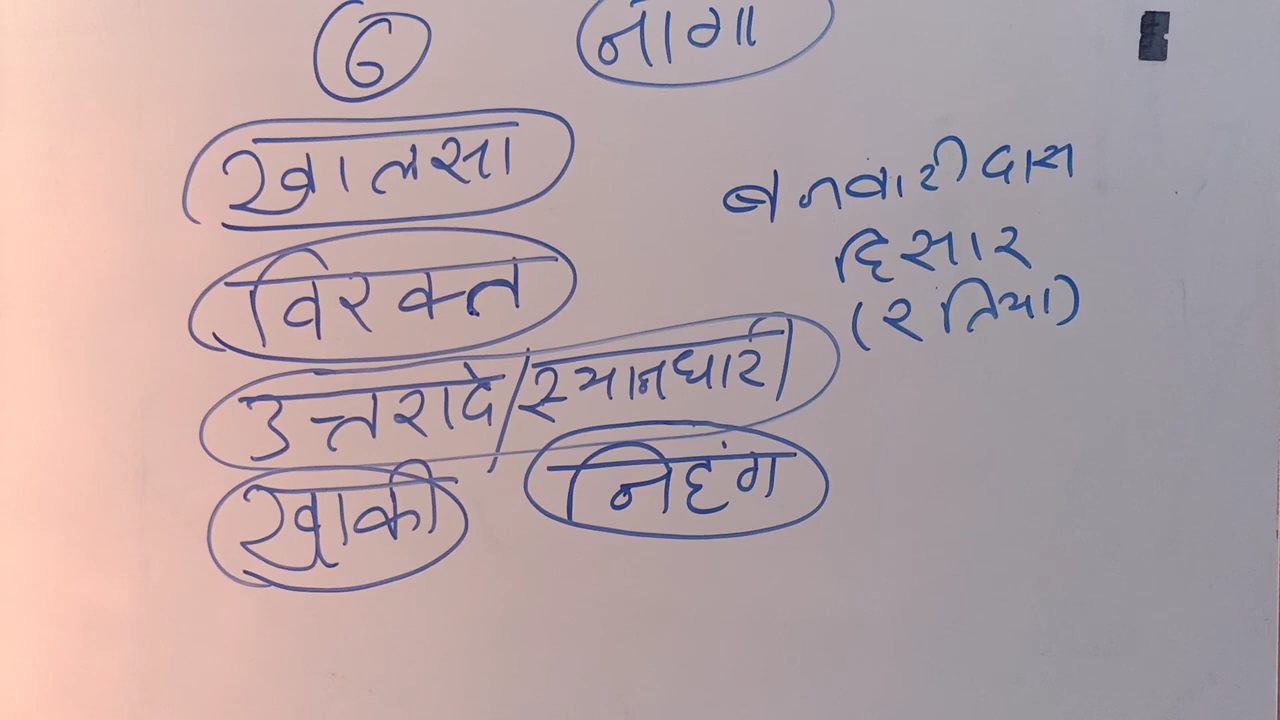 6 नागा
खालसा
बनवारीदास
विरक्त
हिसार
(रतिया)
उत्तरादे/स्थानधारी
खाकी निहंग